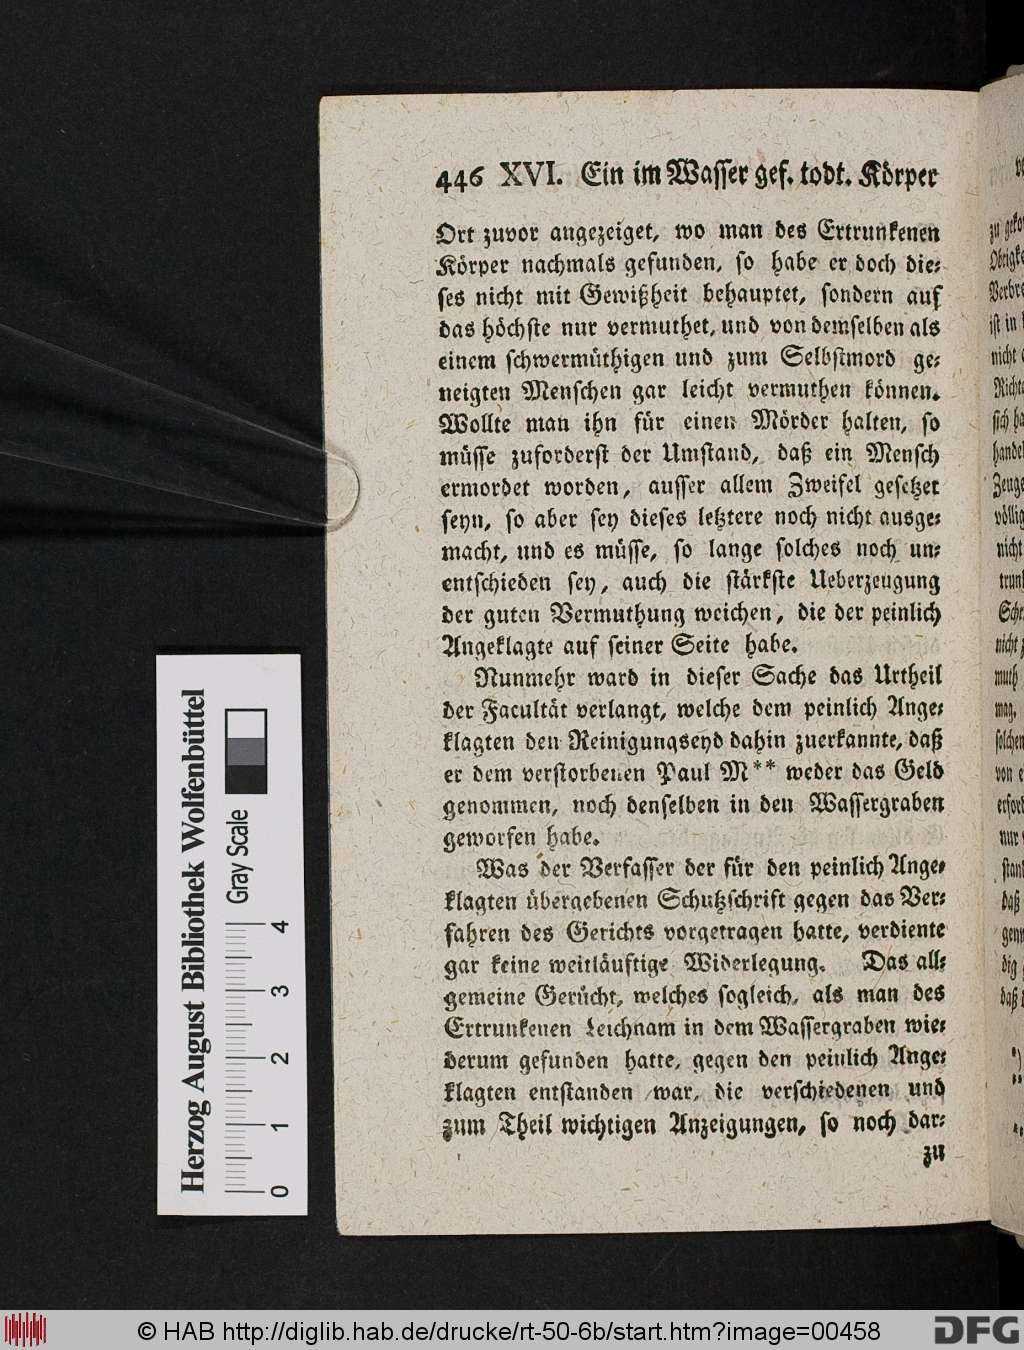 446 XVI. Ein im Wasser gef. todt. Körper
Ort zuvor angezeiget, wo man des Ertrunkenen
Körper nachmals gefunden, so habe er doch die⸗
ses nicht mit Gewißheit behauptet, sondern auf
das höchste nur vermuthet, und von demselben als
einem schwermüthigen und zum Selbstmord ge⸗
neigten Menschen gar leicht vermuthen können.
Wollte man ihn für einen Mörder halten, so
müsse zuforderst der Umstand, daß ein Mensch
ermordet worden, ausser allem Zweifel gesetzet
seyn, so aber sey dieses letztere noch nicht ausge⸗
macht, und es müsse, so lange solches noch un⸗
entschieden sey, auch die stärkste Ueberzeugung
der guten Vermuthung weichen, die der peinlich
Angeklagte auf seiner Seite habe.
Nunmehr ward in dieser Sache das Urtheil
der Facultät verlangt, welche dem peinlich Ange⸗
klagten den Reinigungseyd dahin zuerkannte, daß
er dem verstorbenen Paul M** weder das Geld
genommen, noch denselben in den Wassergraben
geworfen habe.
Was der Verfasser der für den peinlich Ange⸗
klagten übergebenen Schutzschrift gegen das Ver⸗
fahren des Gerichts vorgetragen hatte, verdiente
gar keine weitläuftige Widerlegung. Das all⸗
gemeine Gerücht, welches sogleich, als man des
Ertrunkenen Leichnam in dem Wassergraben wie⸗
derum gefunden hatte, gegen den peinlich Ange⸗
klagten entstanden war, die verschiedenen und
zum Theil wichtigen Anzeigungen, so noch dar⸗
zu
Herzog August Bibliothek Wolfenbüttel
Gray Scale
0 1 2 3 4
© HAB http://diglib.hab.de/drucke/rt-50-6b/start.htm?image=00458
DFG